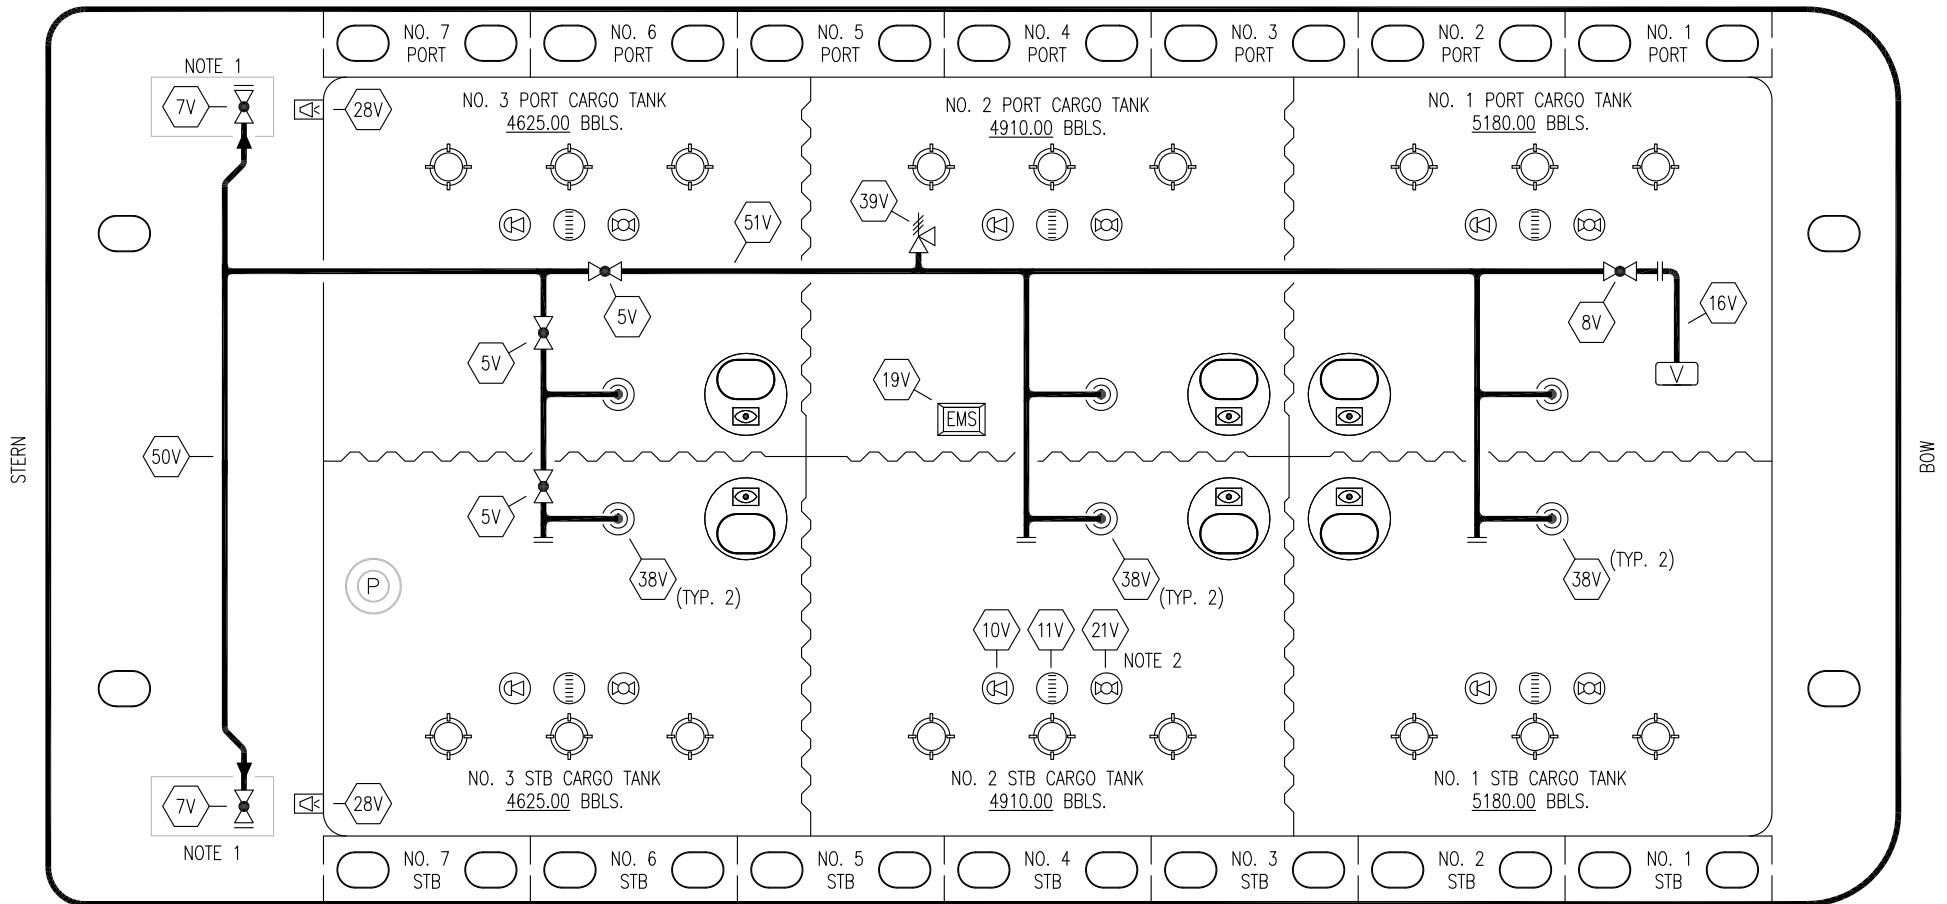 NO. 7 PORT
NO. 6 PORT
NO. 5 PORT
NO. 4 PORT
NO. 3 PORT
NO. 2 PORT
NO. 1 PORT
NOTE 1
7V
28V
NO. 3 PORT CARGO TANK
4625.00 BBLS.
NO. 2 PORT CARGO TANK
4910.00 BBLS.
NO. 1 PORT CARGO TANK
5180.00 BBLS.
39V
51V
5V
8V
16V
5V
19V
V
EMS
STERN
50V
BOW
5V
P
38V
(TYP. 2)
38V
(TYP. 2)
38V
(TYP. 2)
10V
11V
21V
NOTE 2
NO. 3 STB CARGO TANK
4625.00 BBLS.
NO. 2 STB CARGO TANK
4910.00 BBLS.
NO. 1 STB CARGO TANK
5180.00 BBLS.
7V
28V
NOTE 1
NO. 7 STB
NO. 6 STB
NO. 5 STB
NO. 4 STB
NO. 3 STB
NO. 2 STB
NO. 1 STB